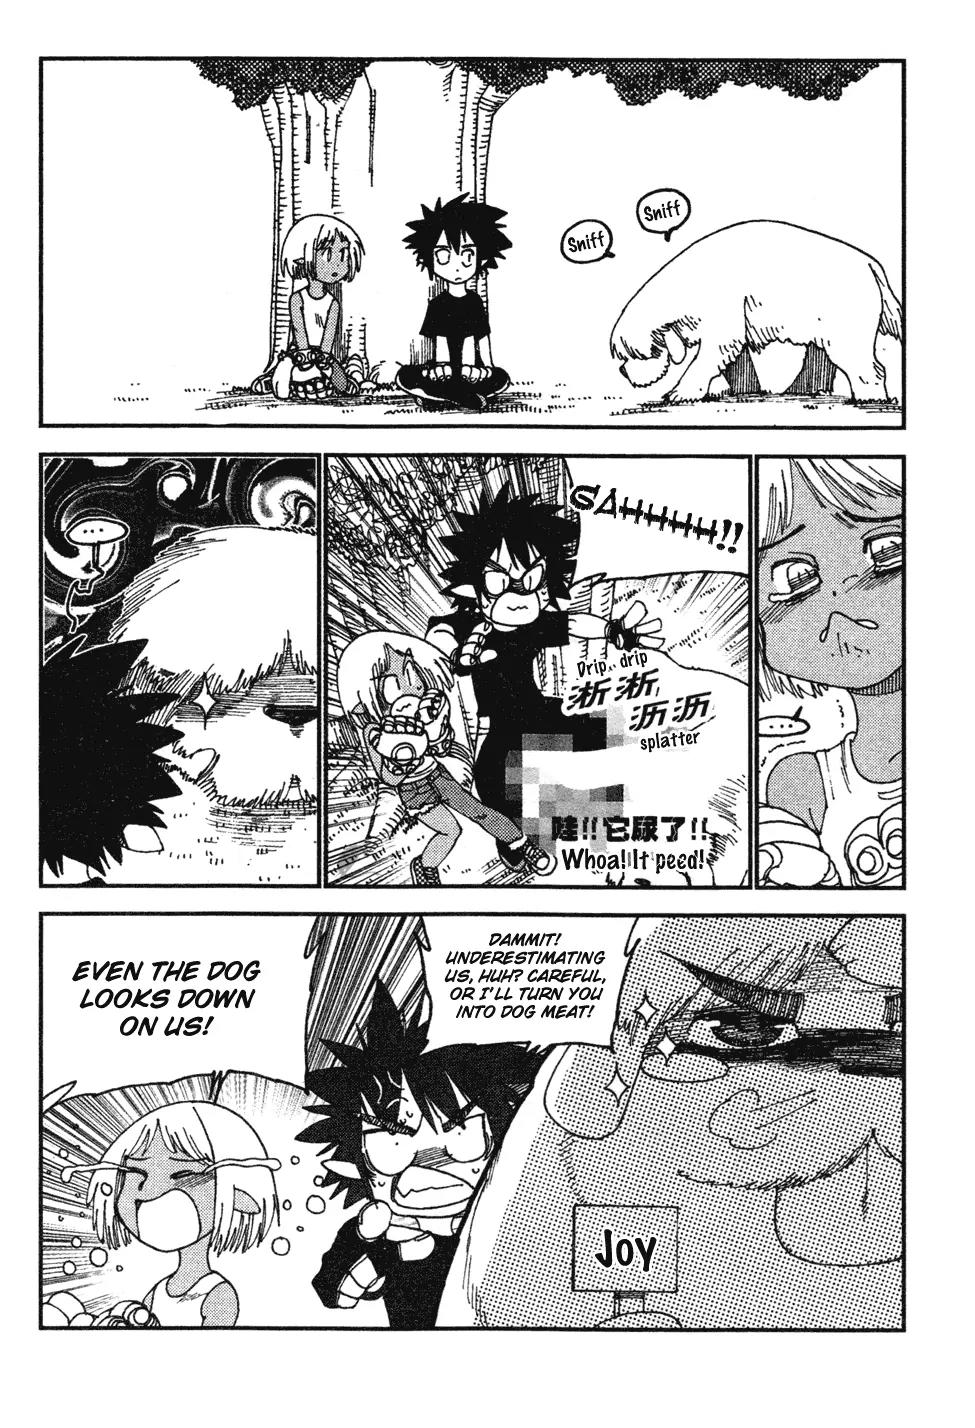 Sniff
Sniff
...
GAHHHH!!
Drip.. drip
淅淅
沥沥
splatter
哇!!它尿了!!
Whoa! It peed!
...
EVEN THE DOG
LOOKS DOWN
ON US!
DAMMIT!
UNDERESTIMATING
US, HUH? CAREFUL,
OR I'LL TURN YOU
INTO DOG MEAT!
Joy